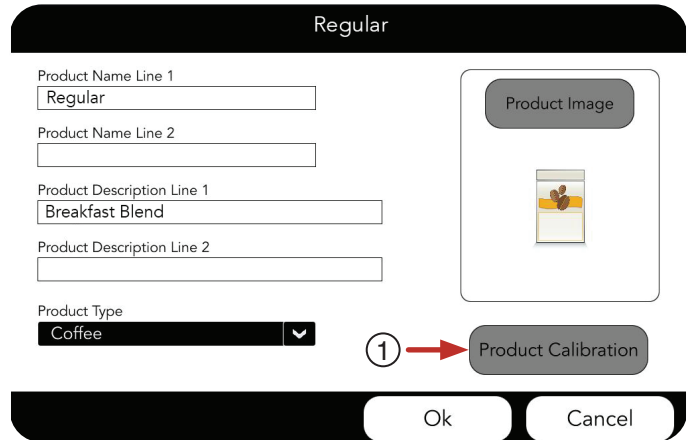 Regular
Product Name Line 1
Regular
Product Name Line 2
Product Description Line 1
Breakfast Blend
Product Description Line 2
Product Type
Coffee
Product Image
1
Product Calibration
Ok
Cancel